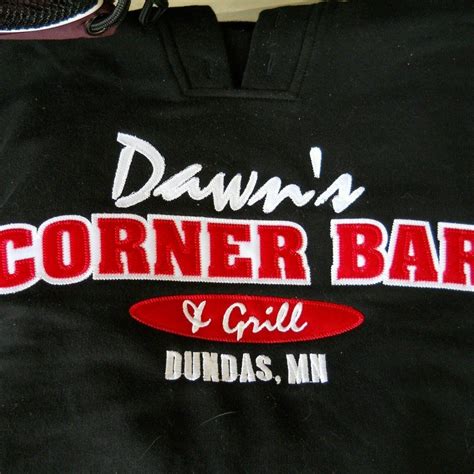 Dawn's
CORNER BAR
& Grill
DUNDAS, MN